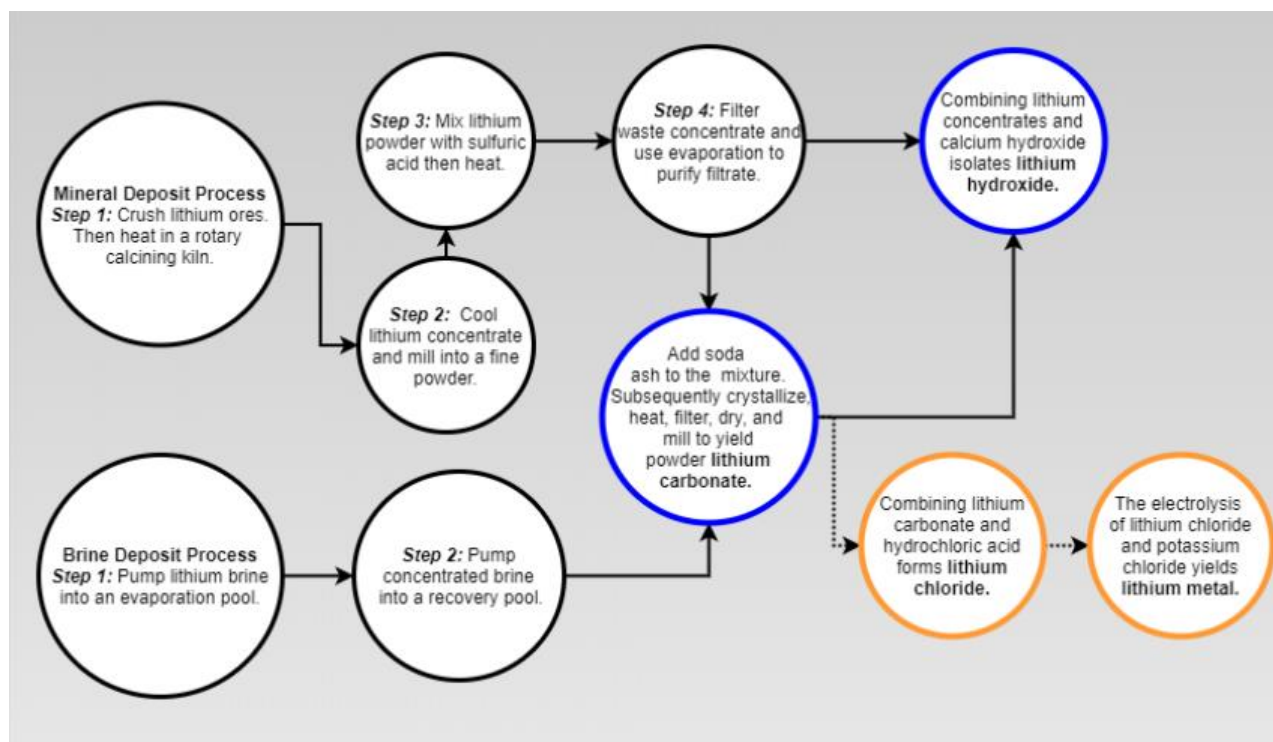 Mineral Deposit Process
Step 1: Crush lithium ores.
Then heat in a rotary
calcining kiln.
Step 2: Cool
lithium concentrate
and mill into a fine
powder.
Step 3: Mix lithium
powder with sulfuric
acid then heat.
Step 4: Filter
waste concentrate and
use evaporation to
purify filtrate.
Combining lithium
concentrates and
calcium hydroxide
isolates lithium
hydroxide.
Add soda
ash to the mixture.
Subsequently crystallize,
heat, filter, dry, and
mill to yield
powder lithium
carbonate.
Brine Deposit Process
Step 1: Pump lithium brine
into an evaporation pool.
Step 2: Pump
concentrated brine
into a recovery pool.
Combining lithium
carbonate and
hydrochloric acid
forms lithium
chloride.
The electrolysis
of lithium chloride
and potassium
chloride yields
lithium metal.